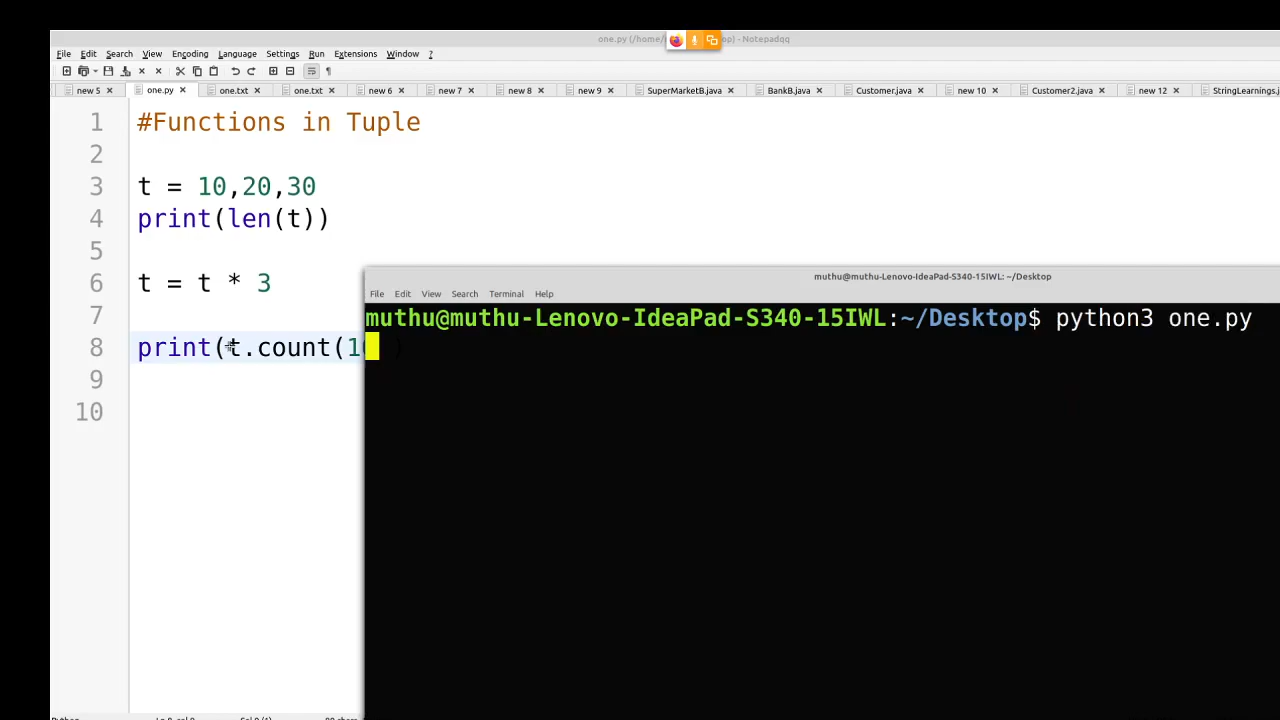 one.py (/home/ op) - Notepadqq
File Edit Search View Encoding Language Settings Run Extensions Window ?
new 5 one.py one.txt one.txt new 6 new 7 new 8 new 9 SuperMarketB.java BankB.java Customer.java new 10 Customer2.java new 12 StringLearnings.j
1 #Functions in Tuple
2
3 t = 10,20,30
4 print(len(t))
5
6 t = t * 3
7
8 print(t.count(10
9
10
muthu@muthu-Lenovo-IdeaPad-S340-15IWL: ~/Desktop
File Edit View Search Terminal Help
muthu@muthu-Lenovo-IdeaPad-S340-15IWL:~/Desktop$ python3 one.py